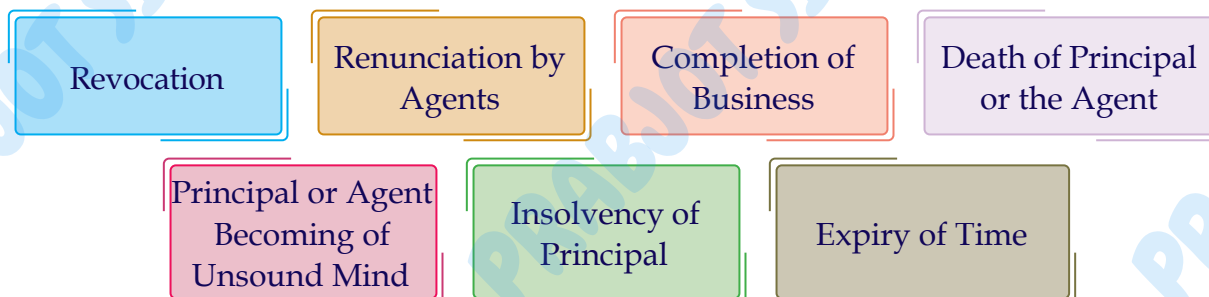 Revocation
Renunciation by
Agents
Completion of
Business
Death of Principal
or the Agent
Principal or Agent
Becoming of
Unsound Mind
Insolvency of
Principal
Expiry of Time
PRABJOT